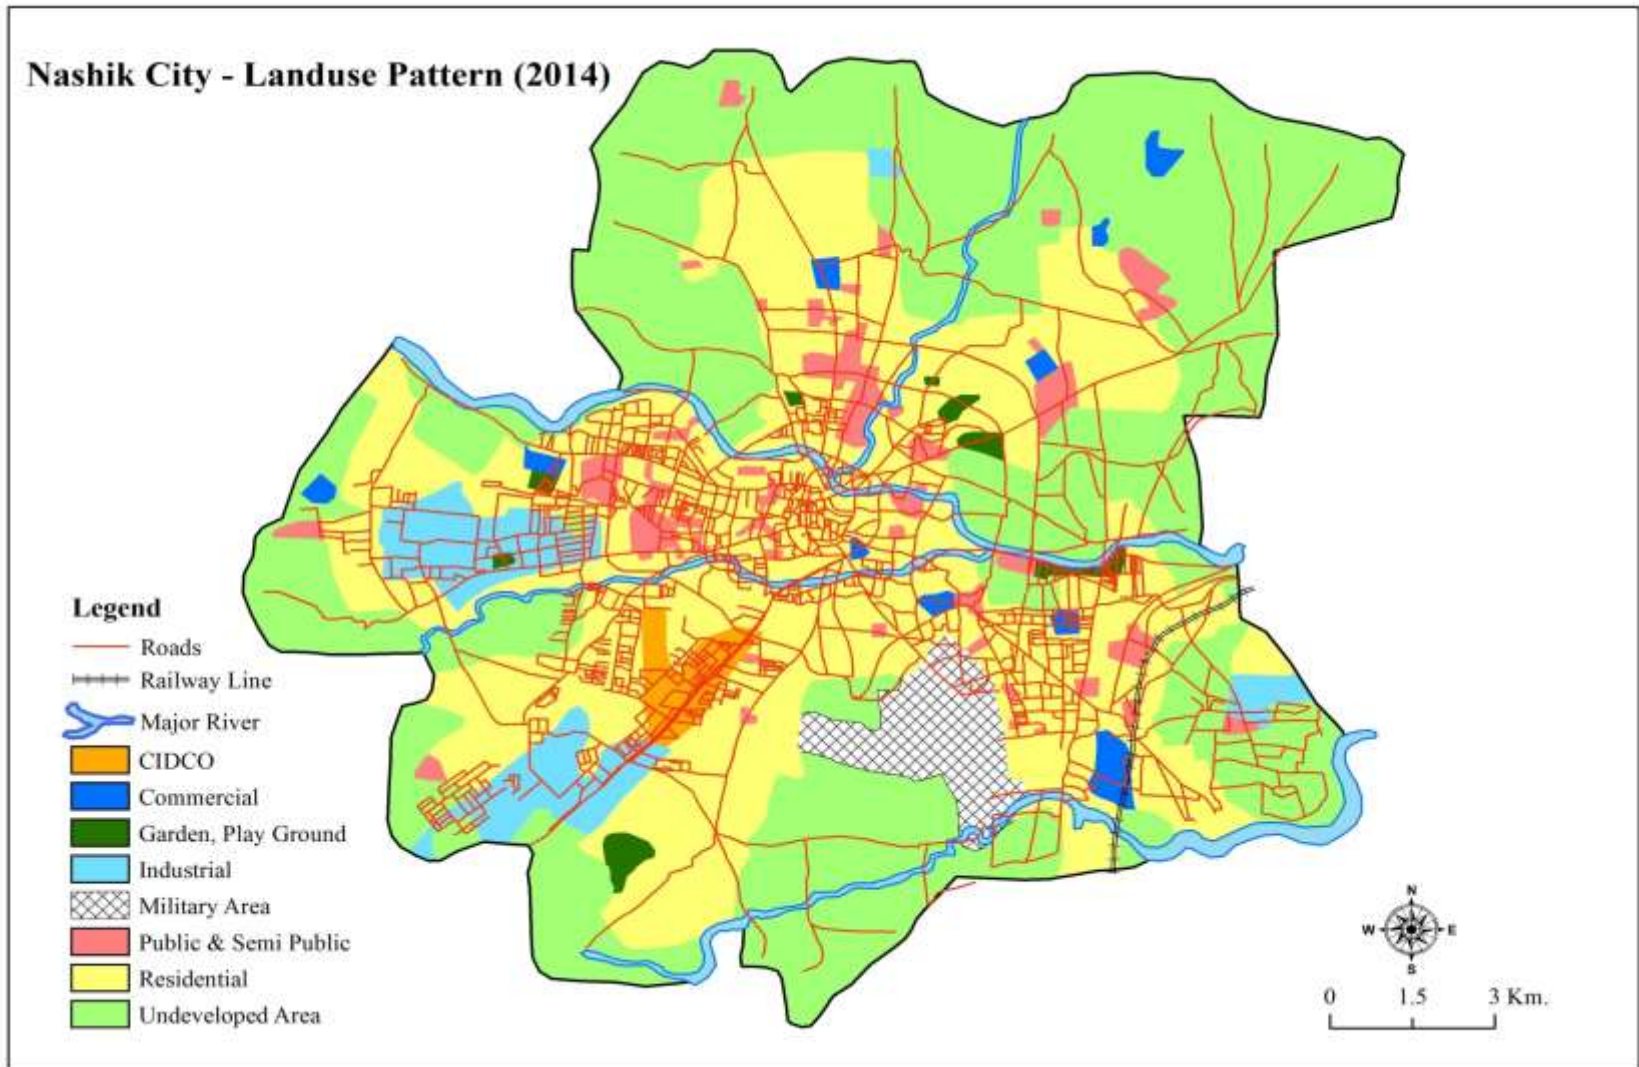 Nashik City - Landuse Pattern (2014)
Legend
Roads
Railway Line
Major River
CIDCO
Commercial
Garden, Play Ground
Industrial
Military Area
Public & Semi Public
Residential
Undeveloped Area
N
W E
S
0 1.5 3 Km.